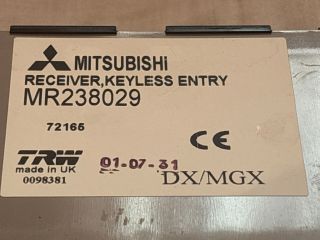 MITSUBISHI
RECEIVER,KEYLESS ENTRY
MR238029
72165
CE
TRW
made in UK
0098381
01-07-31
DX/MGX